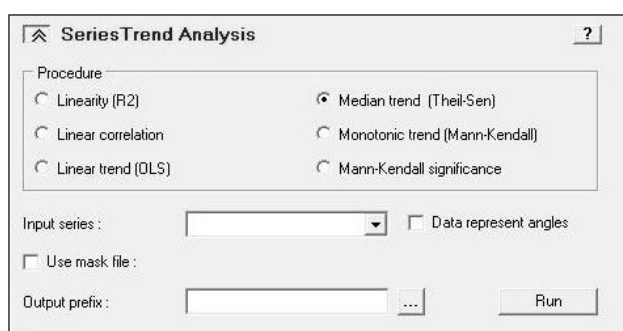 SeriesTrend Analysis ?
Procedure
Linearity (R2) Median trend (Theil-Sen)
Linear correlation Monotonic trend (Mann-Kendall)
Linear trend (OLS) Mann-Kendall significance
Input series : Data represent angles
Use mask file :
Output prefix : ... Run